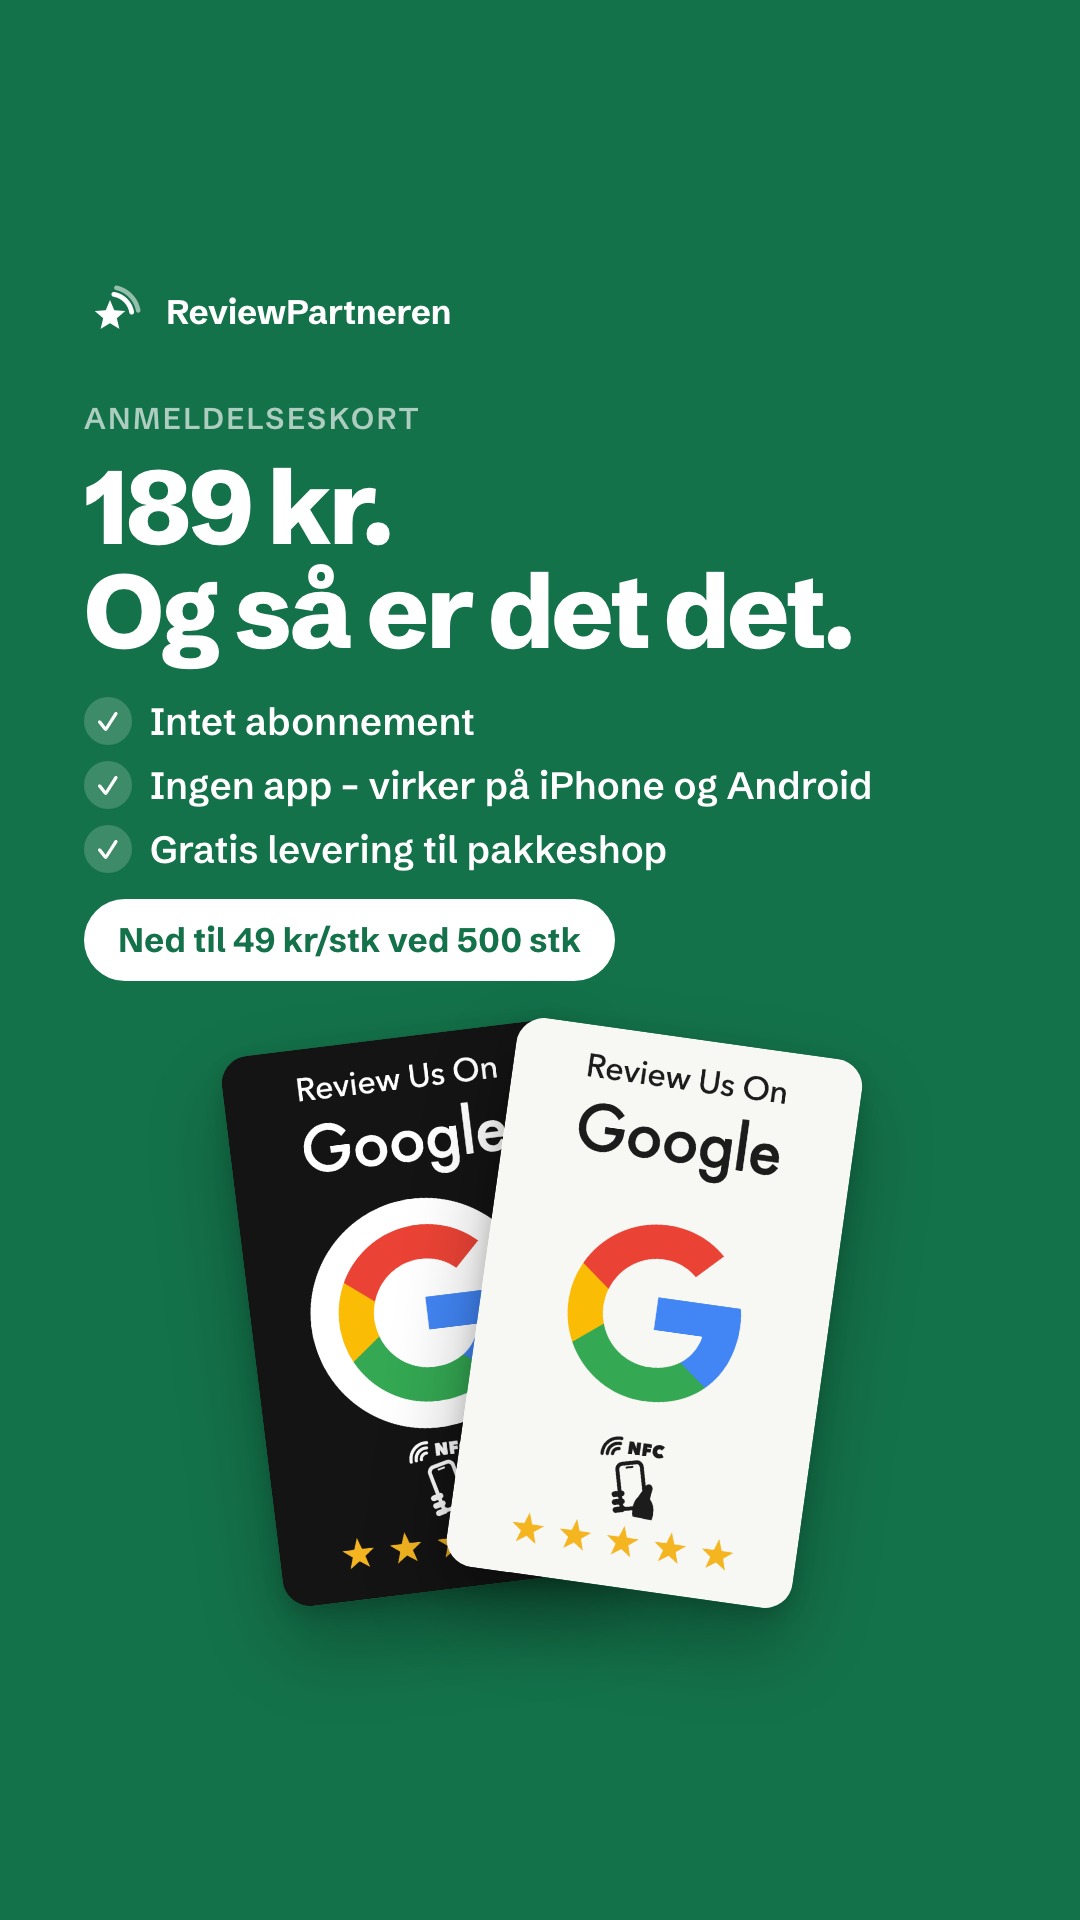 ReviewPartneren
ANMELDELSESKORT
189 kr.
Og så er det det.
Intet abonnement
Ingen app – virker på iPhone og Android
Gratis levering til pakkeshop
Ned til 49 kr/stk ved 500 stk
Review Us On
Google
NFC
Review Us On
Google
NFC